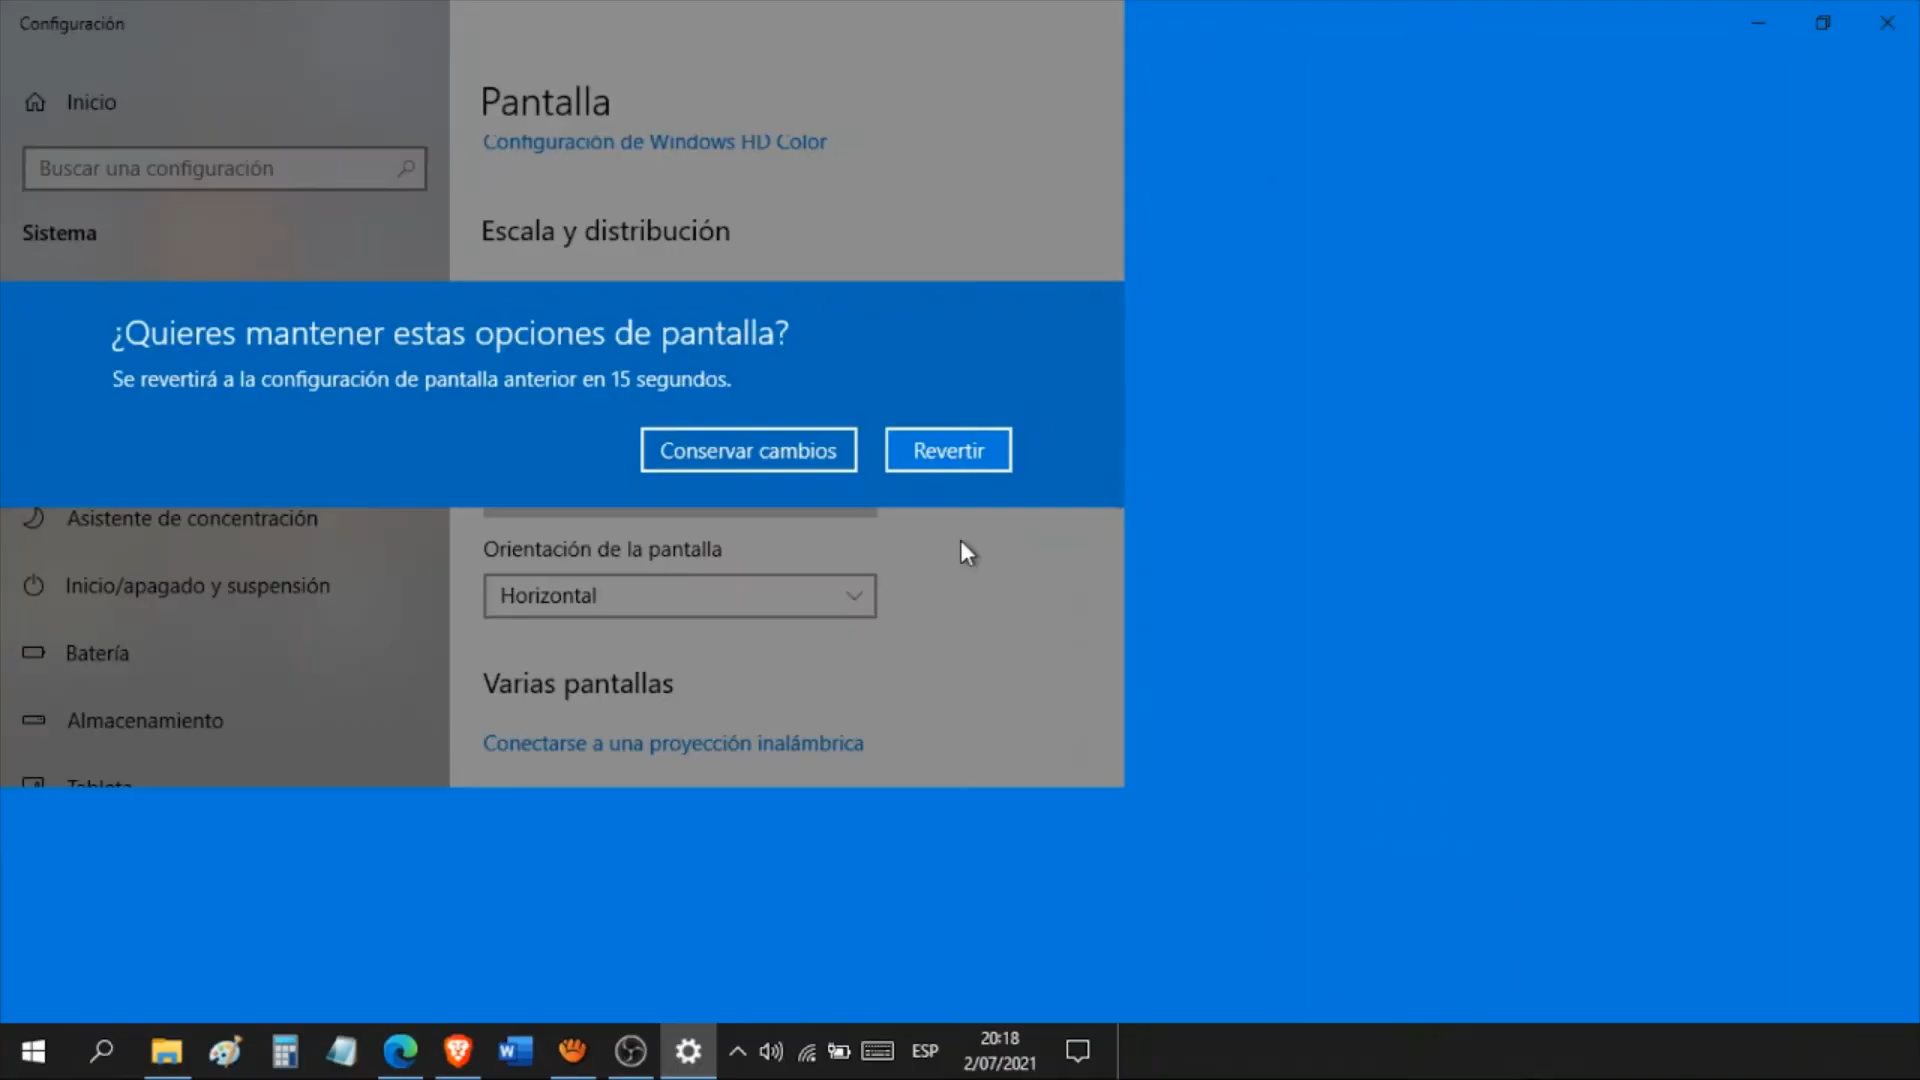 Configuración
Inicio
Buscar una configuración
Sistema
Pantalla
Configuración de Windows HD Color
Escala y distribución
¿Quieres mantener estas opciones de pantalla?
Se revertirá a la configuración de pantalla anterior en 15 segundos.
Conservar cambios
Revertir
Asistente de concentración
Inicio/apagado y suspensión
Batería
Almacenamiento
Tableta
Orientación de la pantalla
Horizontal
Varias pantallas
Conectarse a una proyección inalámbrica
W
ESP
20:18
2/07/2021